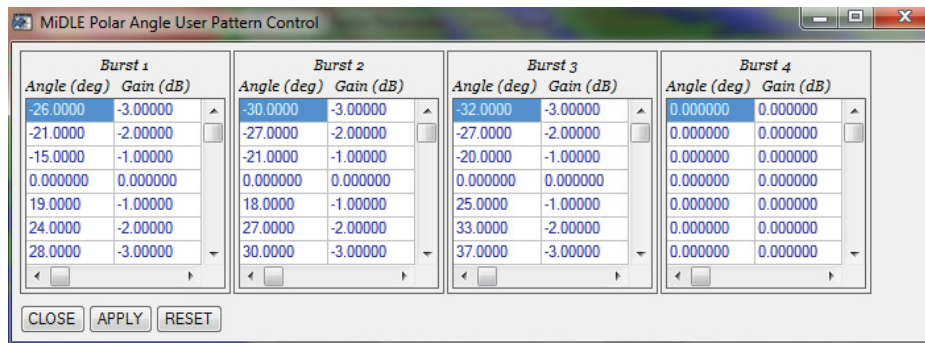 MiDLE Polar Angle User Pattern Control
Burst 1 Burst 2 Burst 3 Burst 4
Angle (deg) Gain (dB) Angle (deg) Gain (dB) Angle (deg) Gain (dB) Angle (deg) Gain (dB)
-26.0000 -3.00000 -30.0000 -3.00000 -32.0000 -3.00000 0.000000 0.000000
-21.0000 -2.00000 -27.0000 -2.00000 -27.0000 -2.00000 0.000000 0.000000
-15.0000 -1.00000 -21.0000 -1.00000 -20.0000 -1.00000 0.000000 0.000000
0.000000 0.000000 0.000000 0.000000 0.000000 0.000000 0.000000 0.000000
19.0000 -1.00000 18.0000 -1.00000 25.0000 -1.00000 0.000000 0.000000
24.0000 -2.00000 27.0000 -2.00000 33.0000 -2.00000 0.000000 0.000000
28.0000 -3.00000 30.0000 -3.00000 37.0000 -3.00000 0.000000 0.000000
CLOSE APPLY RESET